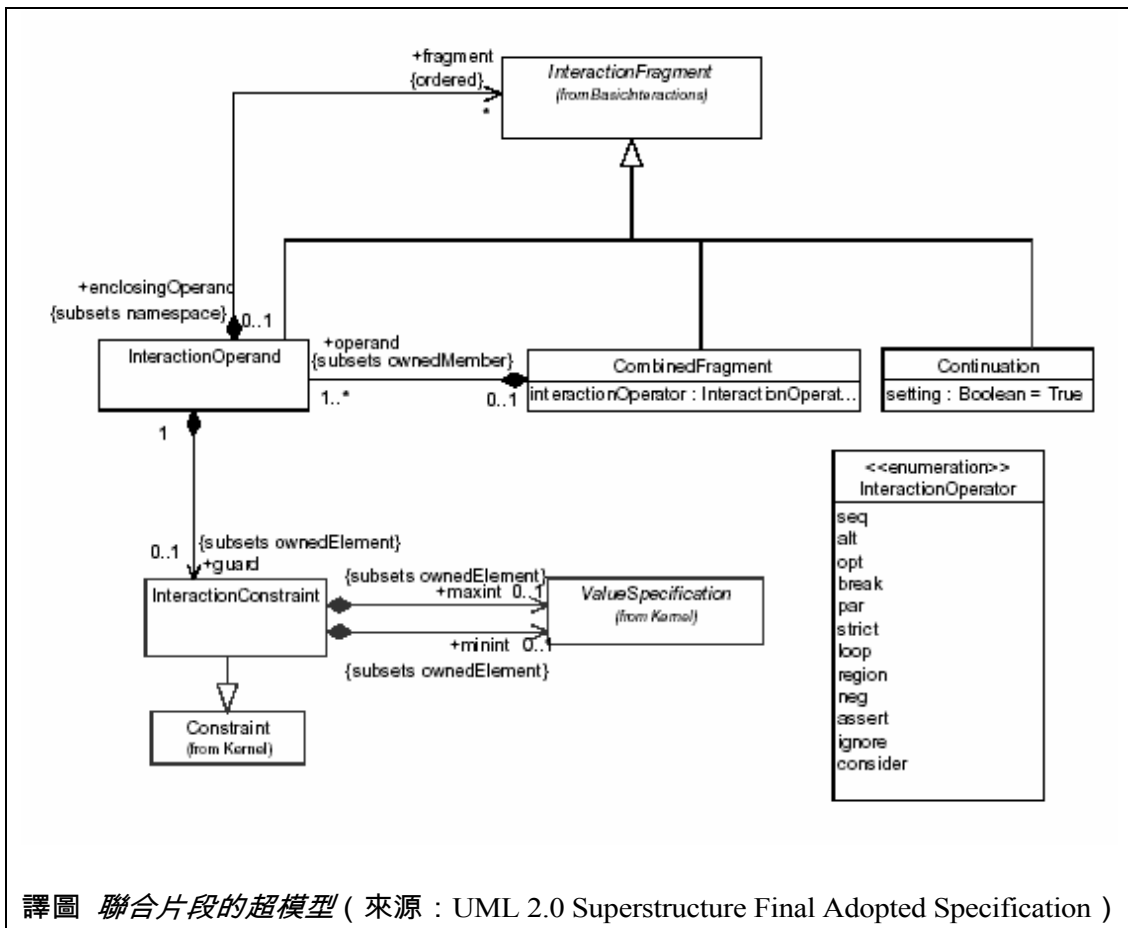 +fragment
{ordered}
*
InteractionFragment
(from BasicInteractions)
+enclosingOperand
{subsets namespace}
0..1
InteractionOperand
+operand
{subsets ownedMember}
1..*
0..1
CombinedFragment
interactionOperator : InteractionOperat...
Continuation
setting : Boolean = True
1
0..1
{subsets ownedElement}
+guard
InteractionConstraint
{subsets ownedElement}
+maxint 0..1
+minint 0..1
{subsets ownedElement}
ValueSpecification
(from Kernel)
Constraint
(from Kernel)
<<enumeration>>
InteractionOperator
seq
alt
opt
break
par
strict
loop
region
neg
assert
ignore
consider
譯圖 聯合片段的超模型(來源:UML 2.0 Superstructure Final Adopted Specification)